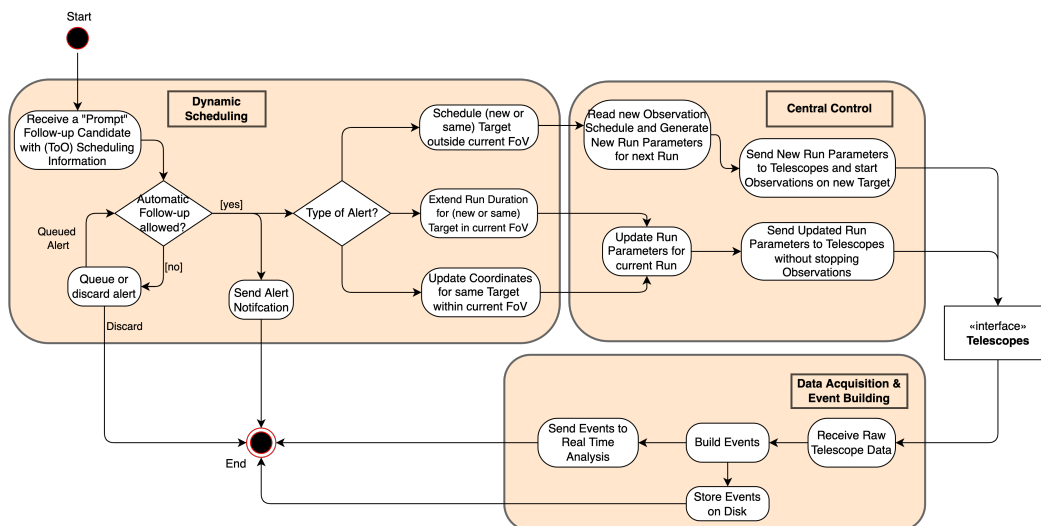 Start
Dynamic
Scheduling
Receive a "Prompt"
Follow-up Candidate
with (ToO) Scheduling
Information
Automatic
Follow-up
allowed?
[yes]
[no]
Queued
Alert
Queue or
discard alert
Discard
Send Alert
Notifcation
Type of Alert?
Schedule (new or
same) Target
outside current FoV
Extend Run Duration
for (new or same)
Target in current FoV
Update Coordinates
for same Target
within current FoV
Central Control
Read new Observation
Schedule and Generate
New Run Parameters
for next Run
Send New Run Parameters
to Telescopes and start
Observations on new Target
Update Run
Parameters for
current Run
Send Updated Run
Parameters to Telescopes
without stopping
Observations
«interface»
Telescopes
Data Acquisition &
Event Building
Receive Raw
Telescope Data
Build Events
Send Events to
Real Time
Analysis
Store Events
on Disk
End